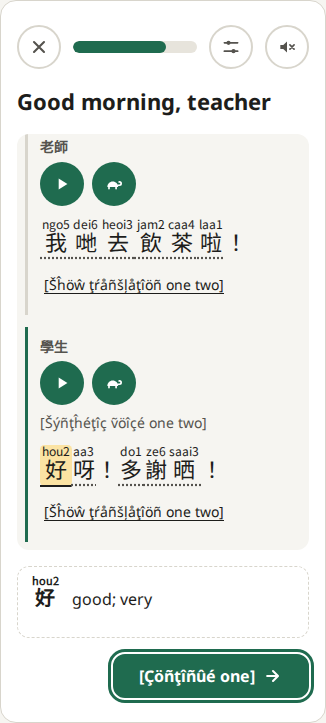 Good morning, teacher
老師
ngo5 dei6 heoi3 jam2 caa4 laa1
我哋去飲茶啦！
[Šĥöŵ ţŕåñšļåţîöñ one two]
學生
[Šýñţĥéţîç ṽöîçé one two]
hou2 aa3 do1 ze6 saai3
好呀！多謝晒！
[Šĥöŵ ţŕåñšļåţîöñ one two]
hou2
好 good; very
[Çöñţîñûé one]